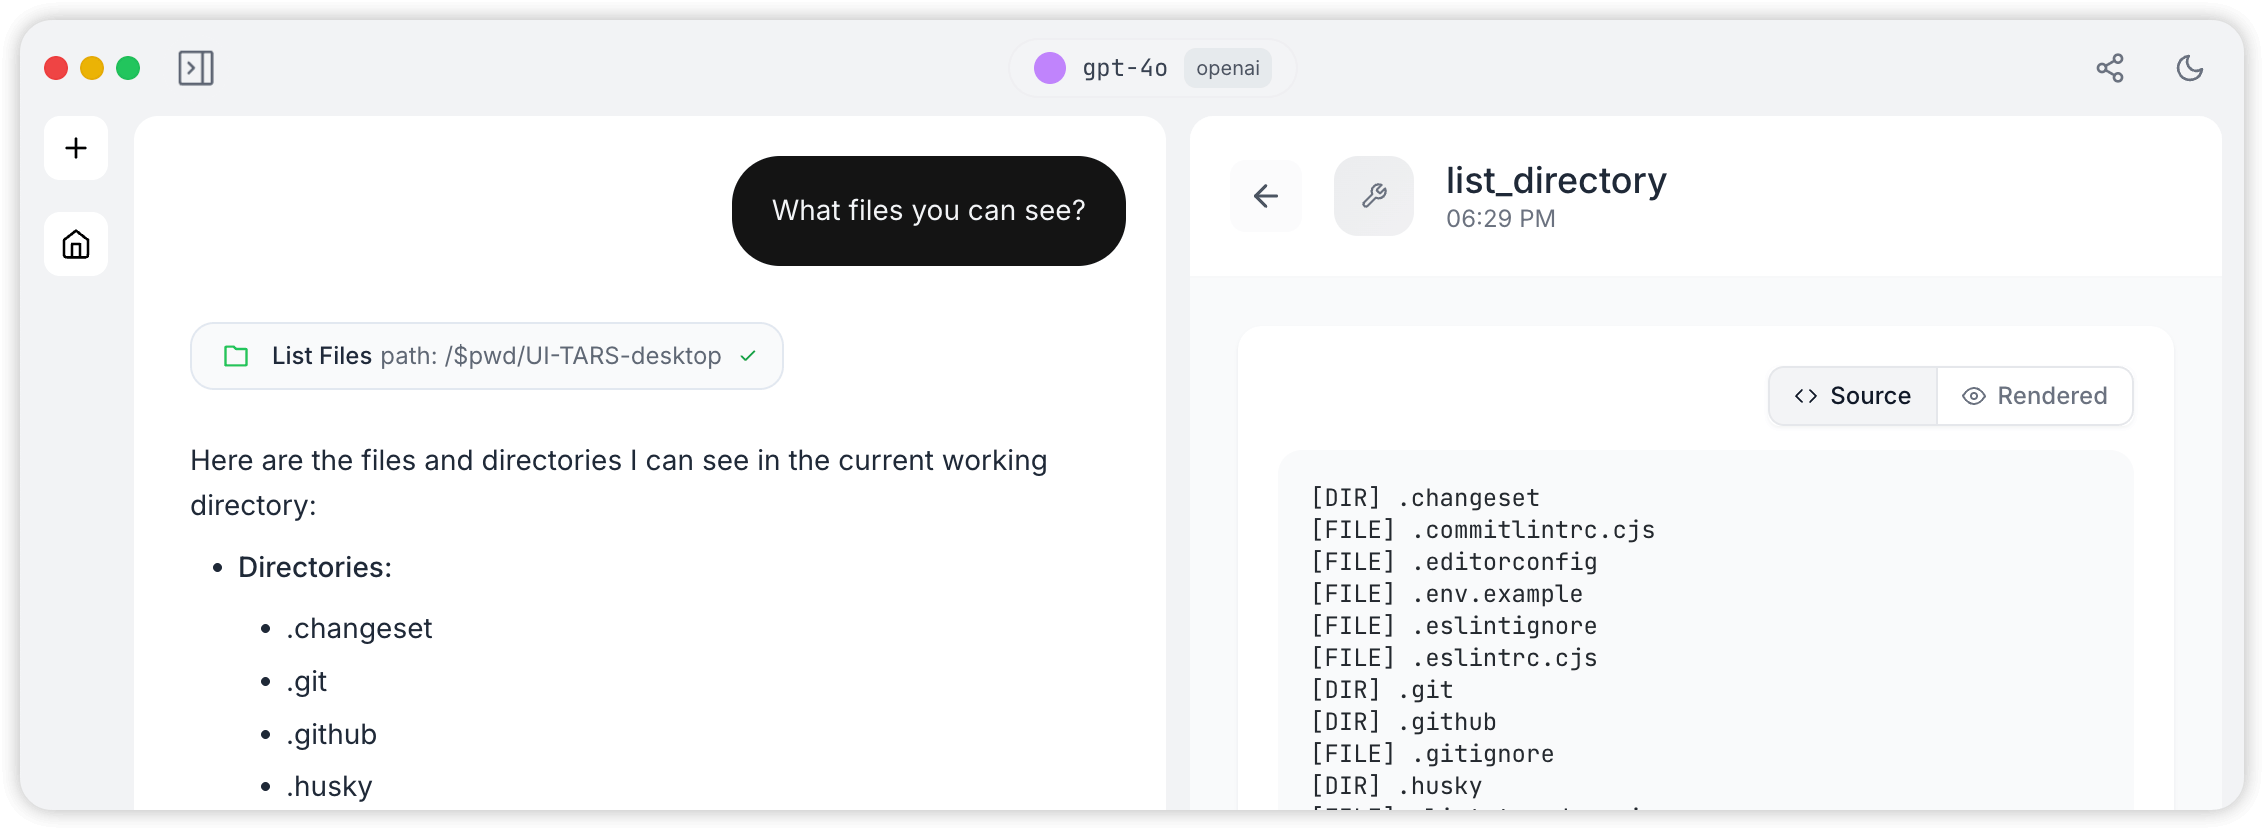 gpt-4o openai
What files you can see?
List Files path: /$pwd/UI-TARS-desktop
Here are the files and directories I can see in the current working
directory:
Directories:
.changeset
.git
.github
.husky
list_directory
06:29 PM
Source
Rendered
[DIR] .changeset
[FILE] .commitlintrc.cjs
[FILE] .editorconfig
[FILE] .env.example
[FILE] .eslintignore
[FILE] .eslintrc.cjs
[DIR] .git
[DIR] .github
[FILE] .gitignore
[DIR] .husky